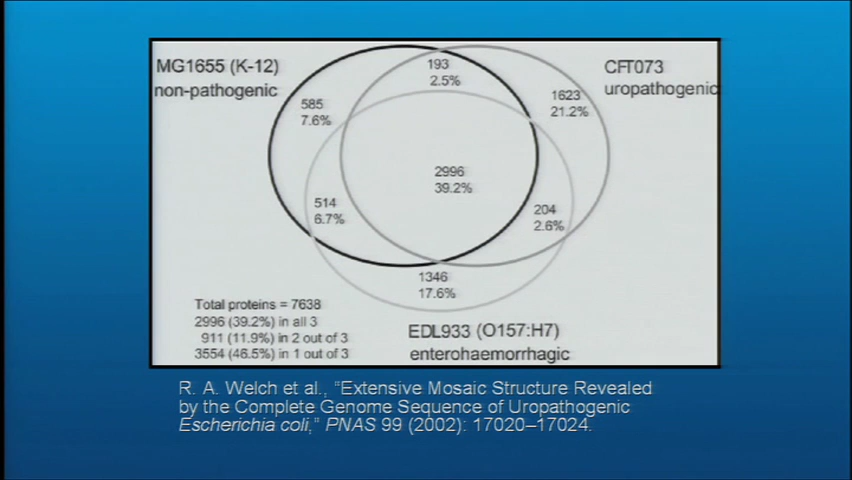 MG1655 (K-12)
non-pathogenic
CFT073
uropathogenic
193
2.5%
585
7.6%
1623
21.2%
2996
39.2%
514
6.7%
204
2.6%
1346
17.6%
Total proteins = 7638
2996 (39.2%) in all 3
911 (11.9%) in 2 out of 3
3554 (46.5%) in 1 out of 3
EDL933 (O157:H7)
enterohaemorrhagic
R. A. Welch et al., “Extensive Mosaic Structure Revealed
by the Complete Genome Sequence of Uropathogenic
Escherichia coli,” PNAS 99 (2002): 17020–17024.